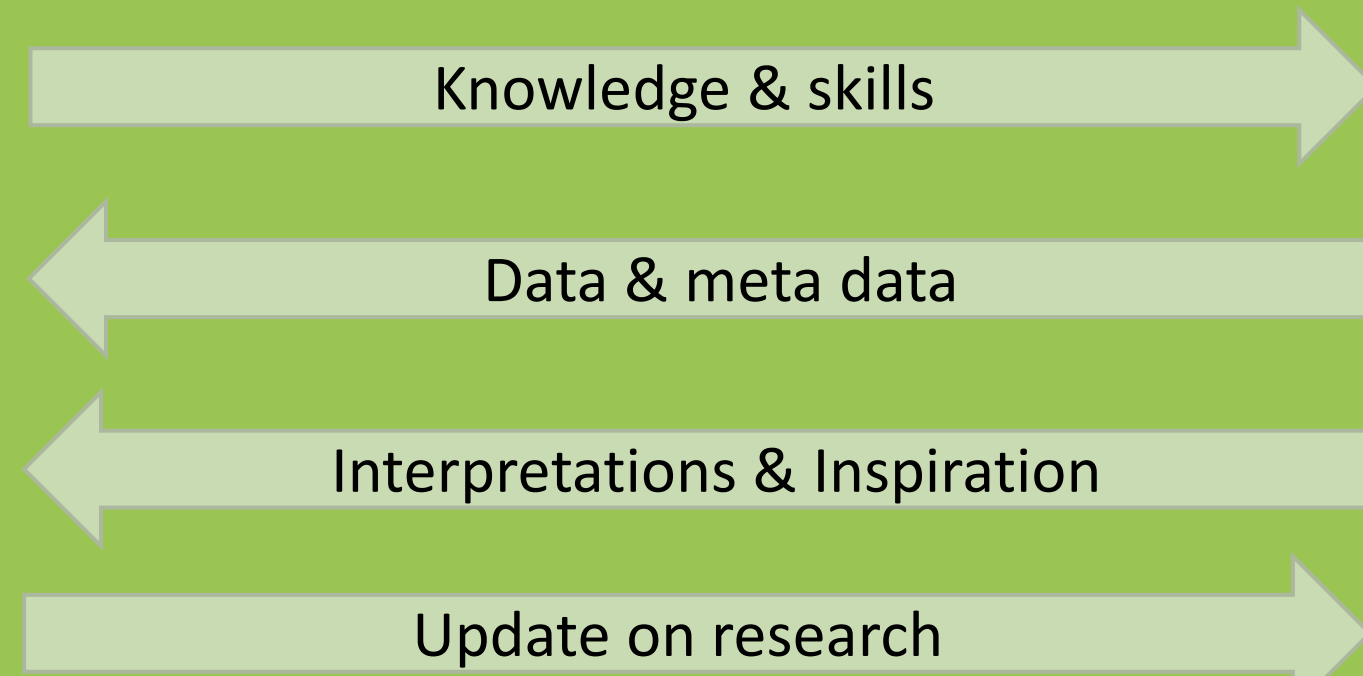 Knowledge & skills
Data & meta data
Interpretations & Inspiration
Update on research